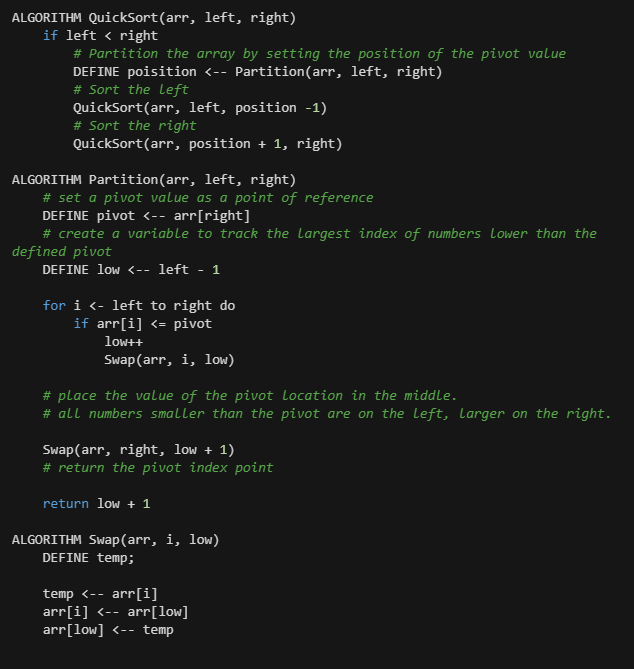 ALGORITHM QuickSort(arr, left, right)
    if left < right
        # Partition the array by setting the position of the pivot value
        DEFINE poisition <-- Partition(arr, left, right)
        # Sort the left
        QuickSort(arr, left, position -1)
        # Sort the right
        QuickSort(arr, position + 1, right)

ALGORITHM Partition(arr, left, right)
    # set a pivot value as a point of reference
    DEFINE pivot <-- arr[right]
    # create a variable to track the largest index of numbers lower than the
defined pivot
    DEFINE low <-- left - 1

    for i <- left to right do
        if arr[i] <= pivot
            low++
            Swap(arr, i, low)

    # place the value of the pivot location in the middle.
    # all numbers smaller than the pivot are on the left, larger on the right.

    Swap(arr, right, low + 1)
    # return the pivot index point

    return low + 1

ALGORITHM Swap(arr, i, low)
    DEFINE temp;

    temp <-- arr[i]
    arr[i] <-- arr[low]
    arr[low] <-- temp